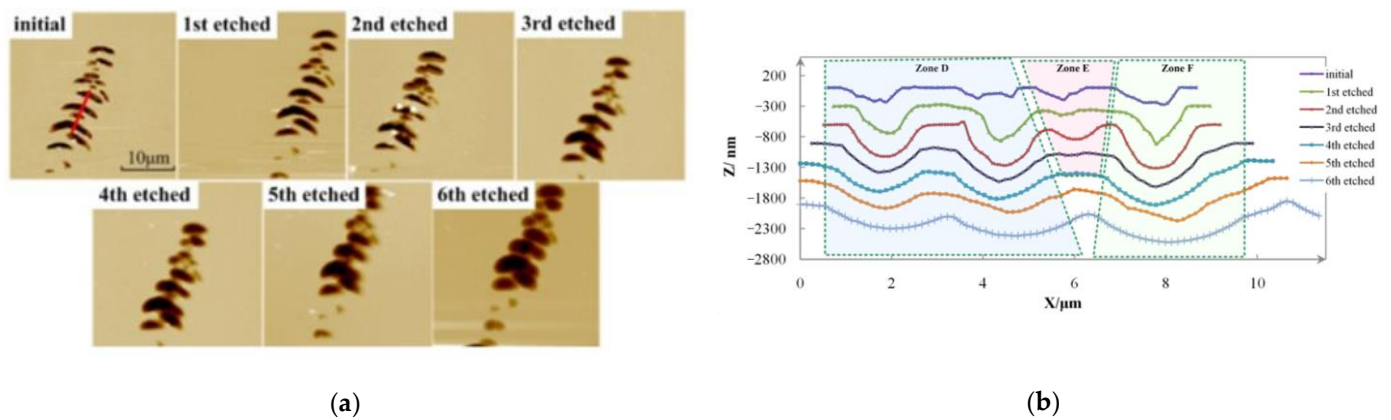 initial
1st etched
2nd etched
3rd etched
10μm
4th etched
5th etched
6th etched
(a)
Zone D
Zone E
Zone F
200
−300
−800
−1300
−1800
−2300
−2800
Z/ nm
0
2
4
6
8
10
X/μm
initial
1st etched
2nd etched
3rd etched
4th etched
5th etched
6th etched
(b)